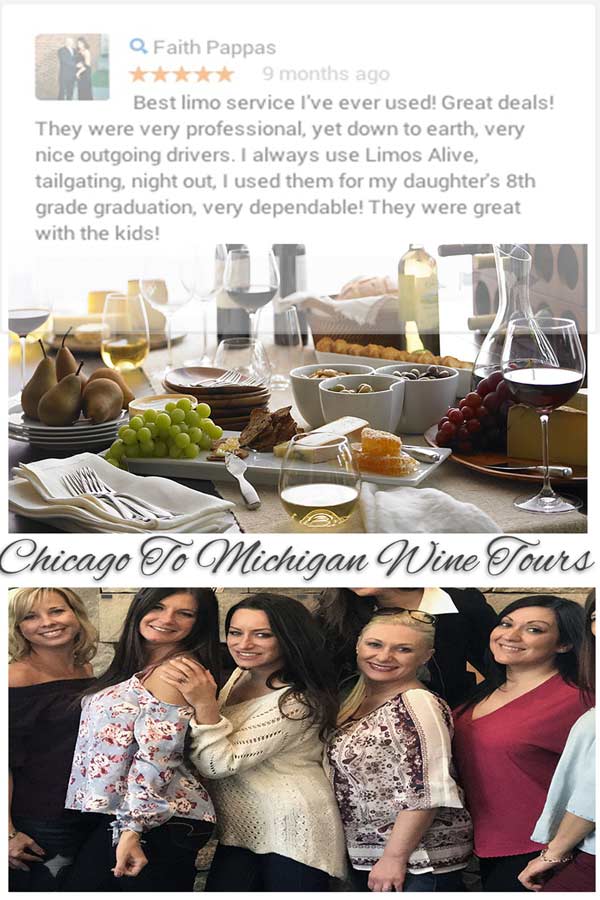 Faith Pappas
9 months ago
Best limo service I've ever used! Great deals!
They were very professional, yet down to earth, very
nice outgoing drivers. I always use Limos Alive,
tailgating, night out, I used them for my daughter's 8th
grade graduation, very dependable! They were great
with the kids!
Chicago To Michigan Wine Tours